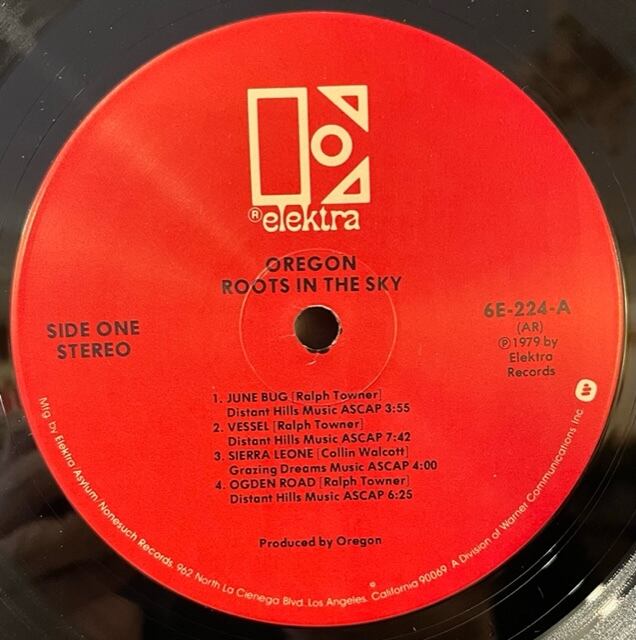 ® elektra
OREGON
ROOTS IN THE SKY
SIDE ONE
STEREO
6E-224-A
(AR)
℗ 1979 by
Elektra
Records
1. JUNE BUG [Ralph Towner]
Distant Hills Music ASCAP 3:55
2. VESSEL [Ralph Towner]
Distant Hills Music ASCAP 7:42
3. SIERRA LEONE [Collin Walcott]
Grazing Dreams Music ASCAP 4:00
4. OGDEN ROAD [Ralph Towner]
Distant Hills Music ASCAP 6:25
Produced by Oregon
Mfg. by Elektra/Asylum/Nonesuch Records. 962 North La Cienega Blvd. Los Angeles. California 90069. A Division of Warner Communications Inc.